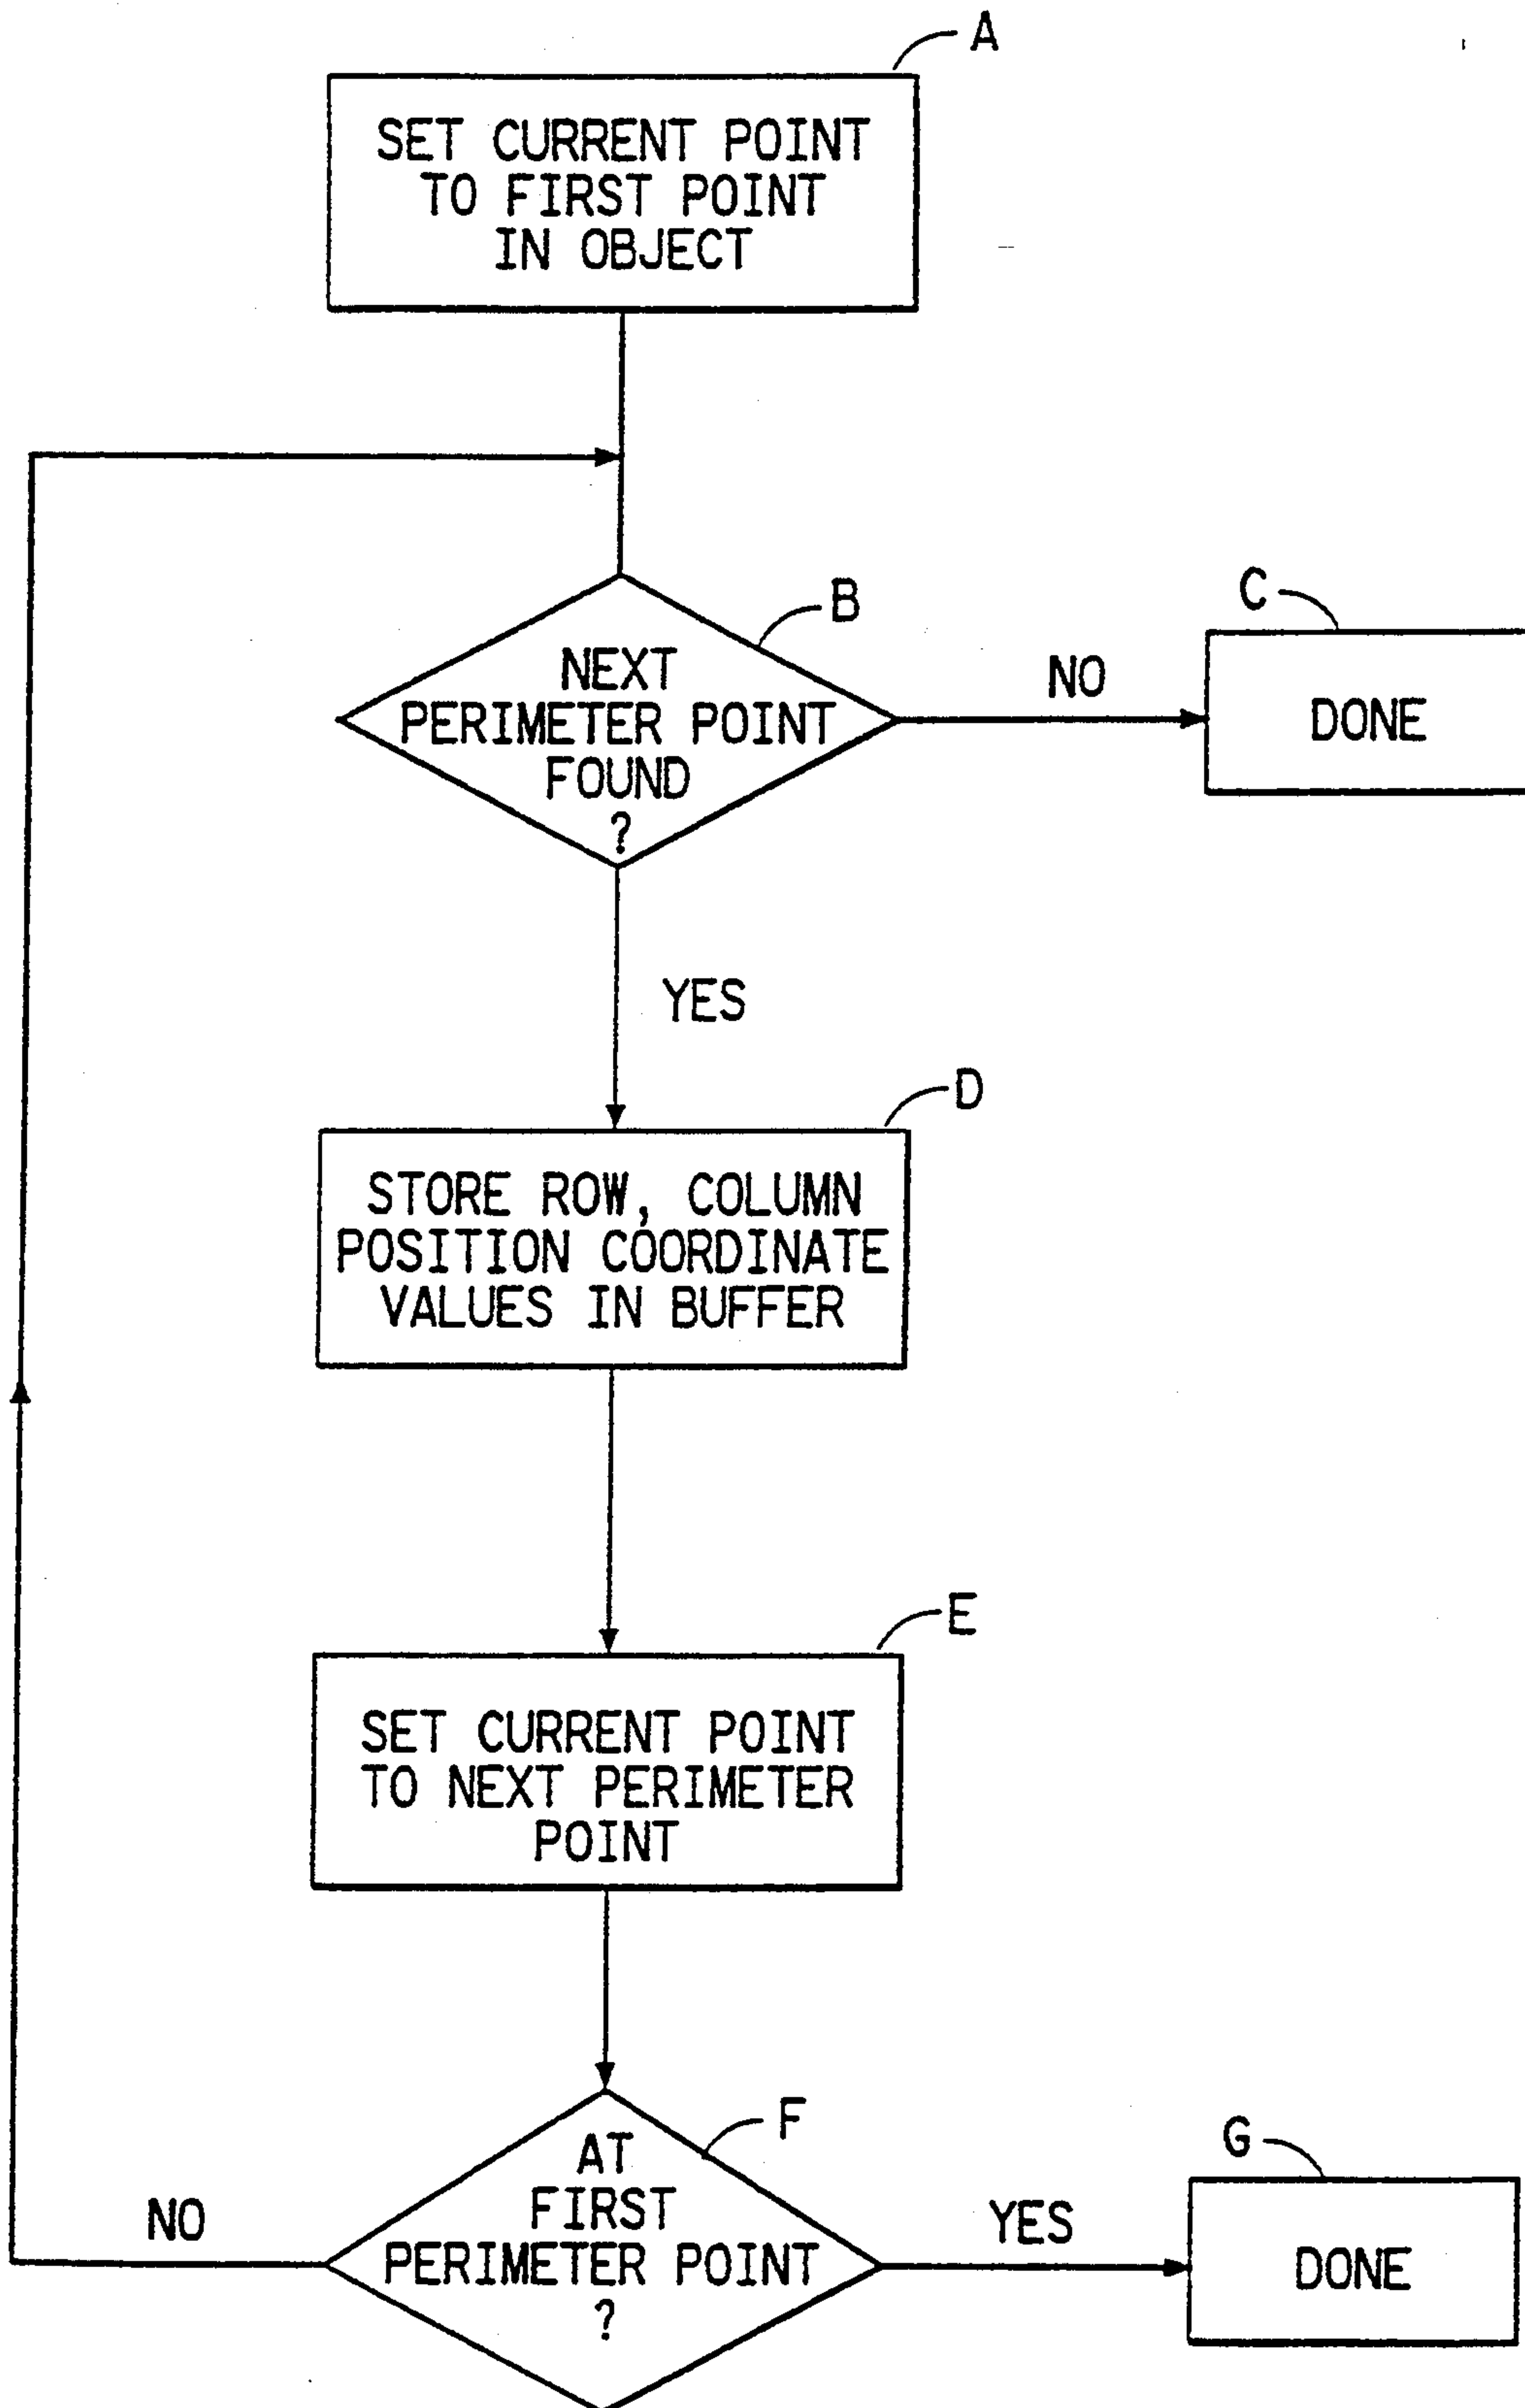 A
SET CURRENT POINT
TO FIRST POINT
IN OBJECT
B
NEXT
PERIMETER POINT
FOUND
?
NO
C
DONE
YES
D
STORE ROW, COLUMN
POSITION COORDINATE
VALUES IN BUFFER
E
SET CURRENT POINT
TO NEXT PERIMETER
POINT
F
AT
FIRST
PERIMETER POINT
?
NO
YES
G
DONE